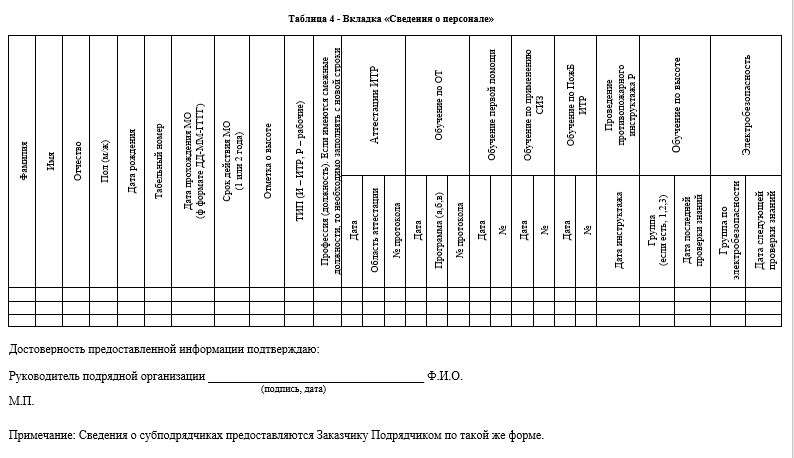 Таблица 4 - Вкладка «Сведения о персонале»
Фамилия
Имя
Отчество
Пол (м/ж)
Дата рождения
Табельный номер
Дата прохождения МО
(ф формате ДД-ММ-ГГГГ)
Срок действия МО
(1 или 2 года)
Отметка о высоте
ТИП (И – ИТР, Р – рабочие)
Профессия (должность). Если имеются смежные
должности, то необходимо заполнять с новой строки
Аттестации ИТР
Дата
Область аттестации
№ протокола
Обучение по ОТ
Дата
Программа (а,б,в)
№ протокола
Обучение первой помощи
Дата
№
Обучение по применению
СИЗ
Дата
№
Обучение по ПожБ
ИТР
Дата
№
Проведение
противопожарного
инструктажа Р
Дата инструктажа
Обучение по высоте
Группа
(если есть, 1,2,3)
Дата последней
проверки знаний
Электробезопасность
Группа по
электробезопасности
Дата следующей
проверки знаний
Достоверность предоставленной информации подтверждаю:
Руководитель подрядной организации ____________________________________ Ф.И.О.
(подпись, дата)
М.П.
Примечание: Сведения о субподрядчиках предоставляются Заказчику Подрядчиком по такой же форме.